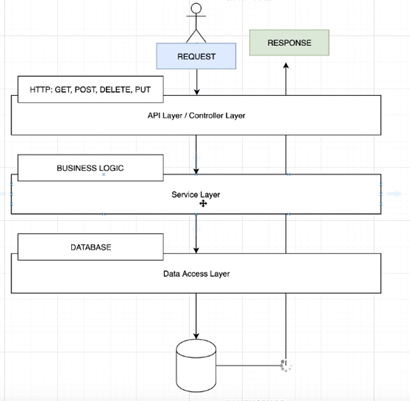 REQUEST
RESPONSE
HTTP: GET, POST, DELETE, PUT
API Layer / Controller Layer
BUSINESS LOGIC
Service Layer
DATABASE
Data Access Layer